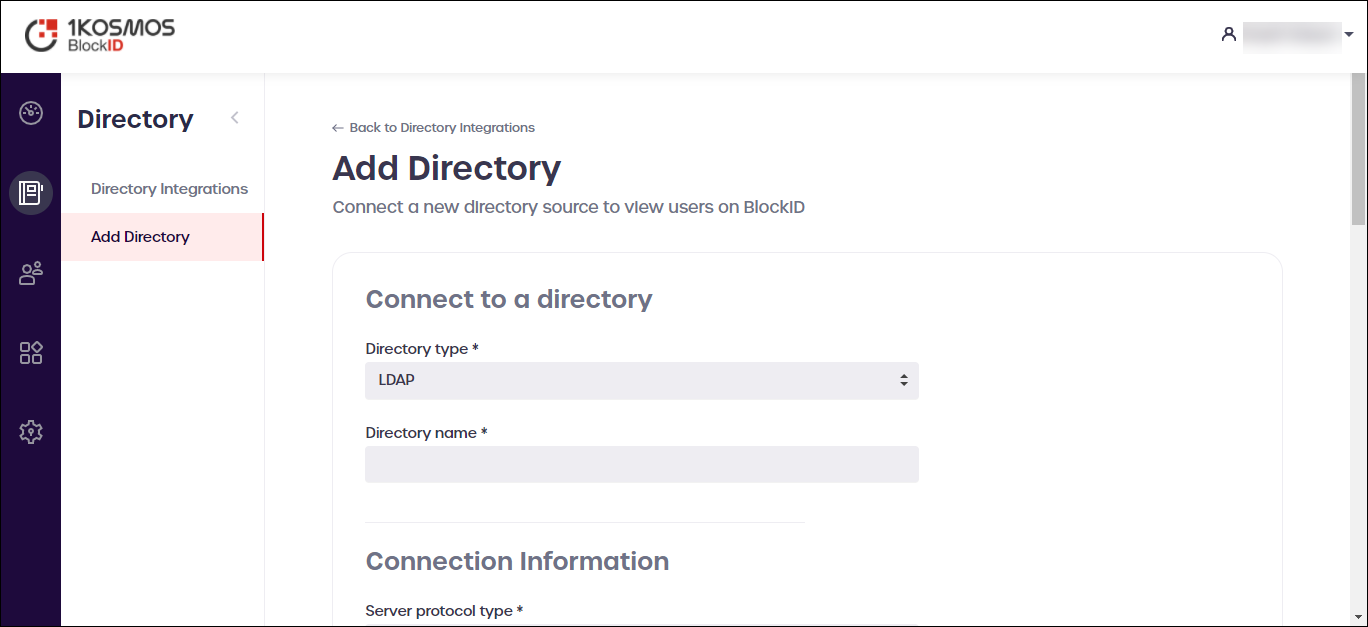 1KOSMOS
BlockID
Directory
Directory Integrations
Add Directory
← Back to Directory Integrations
Add Directory
Connect a new directory source to view users on BlockID
Connect to a directory
Directory type *
LDAP
Directory name *
Connection Information
Server protocol type *